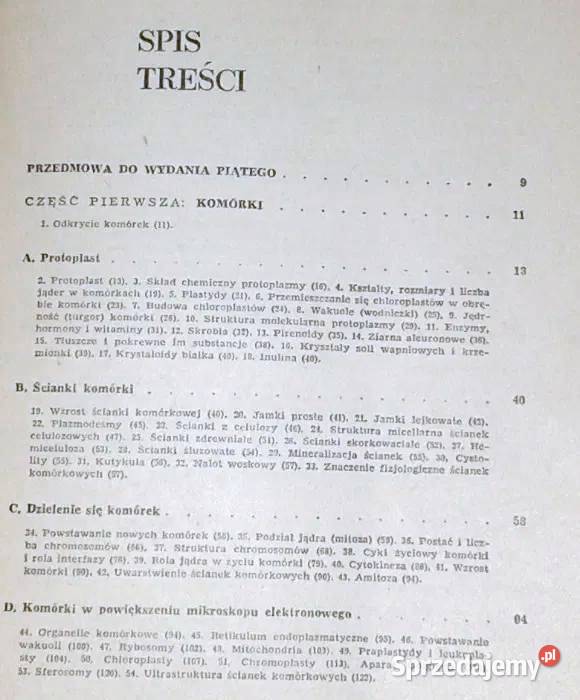 SPIS
TREŚCI
PRZEDMOWA DO WYDANIA PIĄTEGO . . . . . . . . . . . 9
CZĘŚĆ PIERWSZA: KOMÓRKI . . . . . . . . . . . 11
1. Odkrycie komórek (11).
A. Protoplast . . . . . . . . . . . . . . . 13
2. Protoplast (13). 3. Skład chemiczny protoplazmy (16). 4. Kształty, rozmiary i liczba
jąder w komórkach (19). 5. Plastydy (21). 6. Przemieszczanie się chloroplastów w obrę-
bie komórki (23). 7. Budowa chloroplastów (24). 8. Wakuole (wodniczki) (25). 9. Jędr-
ność (turgor) komórki (26). 10. Struktura molekularna protoplazmy (29). 11. Enzymy,
hormony i witaminy (31). 12. Skrobia (32). 13. Pirenoidy (35). 14. Ziarna aleuronowe (36).
15. Tłuszcze i pokrewne im substancje (38). 16. Kryształy soli wapniowych i krze-
mionki (39). 17. Krystaloidy białka (40). 18. Inulina (40).
B. Ścianki komórki . . . . . . . . . . . . . . 40
19. Wzrost ścianki komórkowej (40). 20. Jamki proste (41). 21. Jamki lejkowate (43).
22. Plazmodesmy (45). 23. Ścianki z celulozy (46). 24. Struktura micellarna ścianek
celulozowych (47). 25. Ścianki zdrewniałe (51). 26. Ścianki skorkowaciałe (52). 27. He-
miceluloza (53). 28. Ścianki śluzowate (54). 29. Mineralizacja ścianek (55). 30. Cysto-
lity (55). 31. Kutykula (56). 32. Nalot woskowy (57). 33. Znaczenie fizjologiczne ścianek
komórkowych (57).
C. Dzielenie się komórek . . . . . . . . . . . . . 58
34. Powstawanie nowych komórek (58). 35. Podział jądra (mitoza) (59). 36. Postać i licz-
ba chromosomów (66). 37. Struktura chromosomów (68). 38. Cykl życiowy komórki
i rola interfazy (76). 39. Rola jądra w życiu komórki (79). 40. Cytokineza (86). 41. Wzrost
komórki (90). 42. Uwarstwienie ścianek komórkowych (90). 43. Amitoza (94).
D. Komórki w powiększeniu mikroskopu elektronowego . . . . . . 94
44. Organelle komórkowe (94). 45. Retikulum endoplazmatyczne (95). 46. Powstawanie
wakuoli (100). 47. Rybosomy (102). 48. Mitochondria (103). 49. Praplastydy i leukopla-
sty (104). 50. Chloroplasty (107). 51. Chromoplasty (113). Apara
53. Sferosomy (120). 54. Ultrastruktura ścianek komórkowych (122).
Sprzedajemy.pl